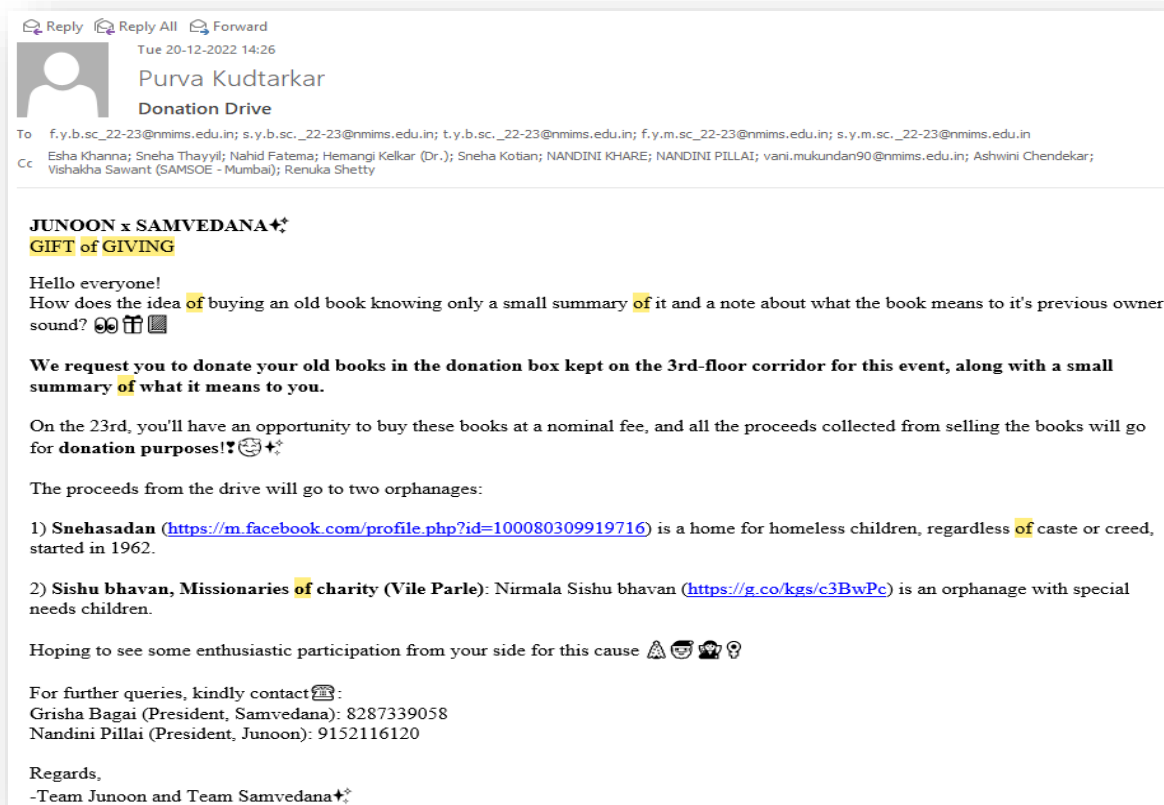 Reply Reply All Forward
Tue 20-12-2022 14:26
Purva Kudtarkar
Donation Drive
To f.y.b.sc_22-23@nmims.edu.in; s.y.b.sc._22-23@nmims.edu.in; t.y.b.sc._22-23@nmims.edu.in; f.y.m.sc_22-23@nmims.edu.in; s.y.m.sc._22-23@nmims.edu.in
Cc Esha Khanna; Sneha Thayyil; Nahid Fatema; Hemangi Kelkar (Dr.); Sneha Kotian; NANDINI KHARE; NANDINI PILLAI; vani.mukundan90@nmims.edu.in; Ashwini Chendekar;
Vishakha Sawant (SAMSOE - Mumbai); Renuka Shetty
JUNOON x SAMVEDANA✨
GIFT of GIVING
Hello everyone!
How does the idea of buying an old book knowing only a small summary of it and a note about what the book means to it's previous owner
sound? 👀🎁📔
We request you to donate your old books in the donation box kept on the 3rd-floor corridor for this event, along with a small
summary of what it means to you.
On the 23rd, you'll have an opportunity to buy these books at a nominal fee, and all the proceeds collected from selling the books will go
for donation purposes!❣🥰✨
The proceeds from the drive will go to two orphanages:
1) Snehasadan (https://m.facebook.com/profile.php?id=100080309919716) is a home for homeless children, regardless of caste or creed,
started in 1962.
2) Sishu bhavan, Missionaries of charity (Vile Parle): Nirmala Sishu bhavan (https://g.co/kgs/c3BwPc) is an orphanage with special
needs children.
Hoping to see some enthusiastic participation from your side for this cause
For further queries, kindly contact☎:
Grisha Bagai (President, Samvedana): 8287339058
Nandini Pillai (President, Junoon): 9152116120
Regards,
-Team Junoon and Team Samvedana✨